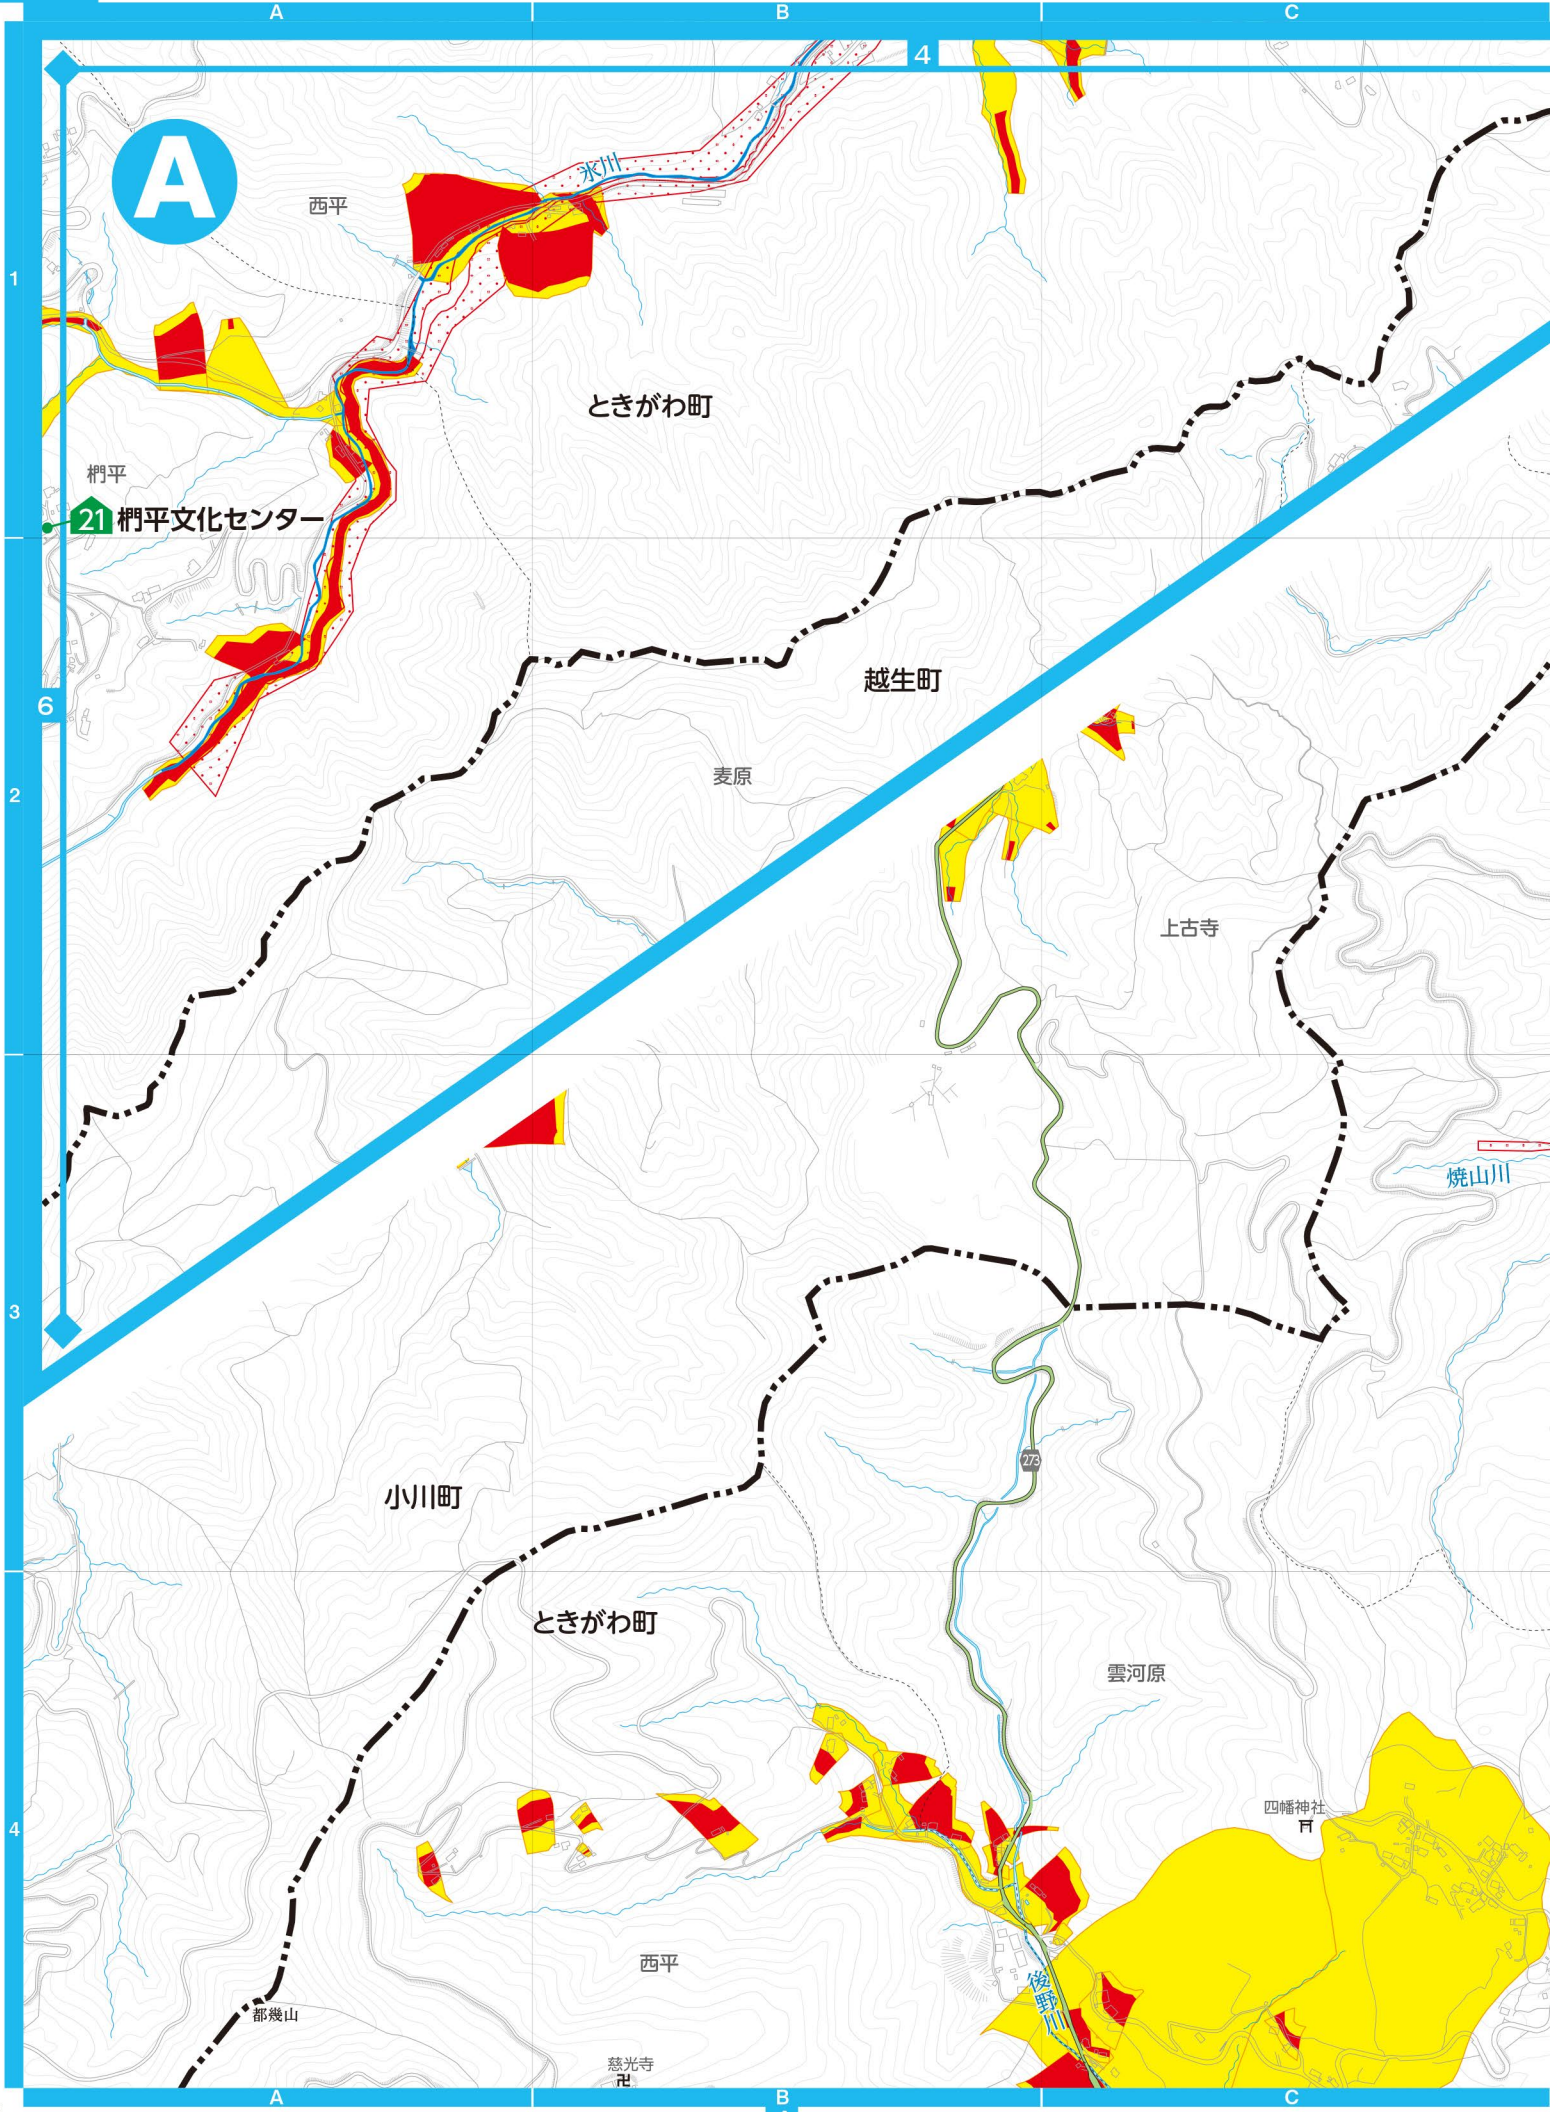 A
B
C
4
A
氷川
西平
1
ときがわ町
椚平
21 椚平文化センター
越生町
6
麦原
2
上古寺
焼山川
3
273
小川町
ときがわ町
雲河原
四幡神社
4
西平
後野川
都幾山
慈光寺
A
B
C